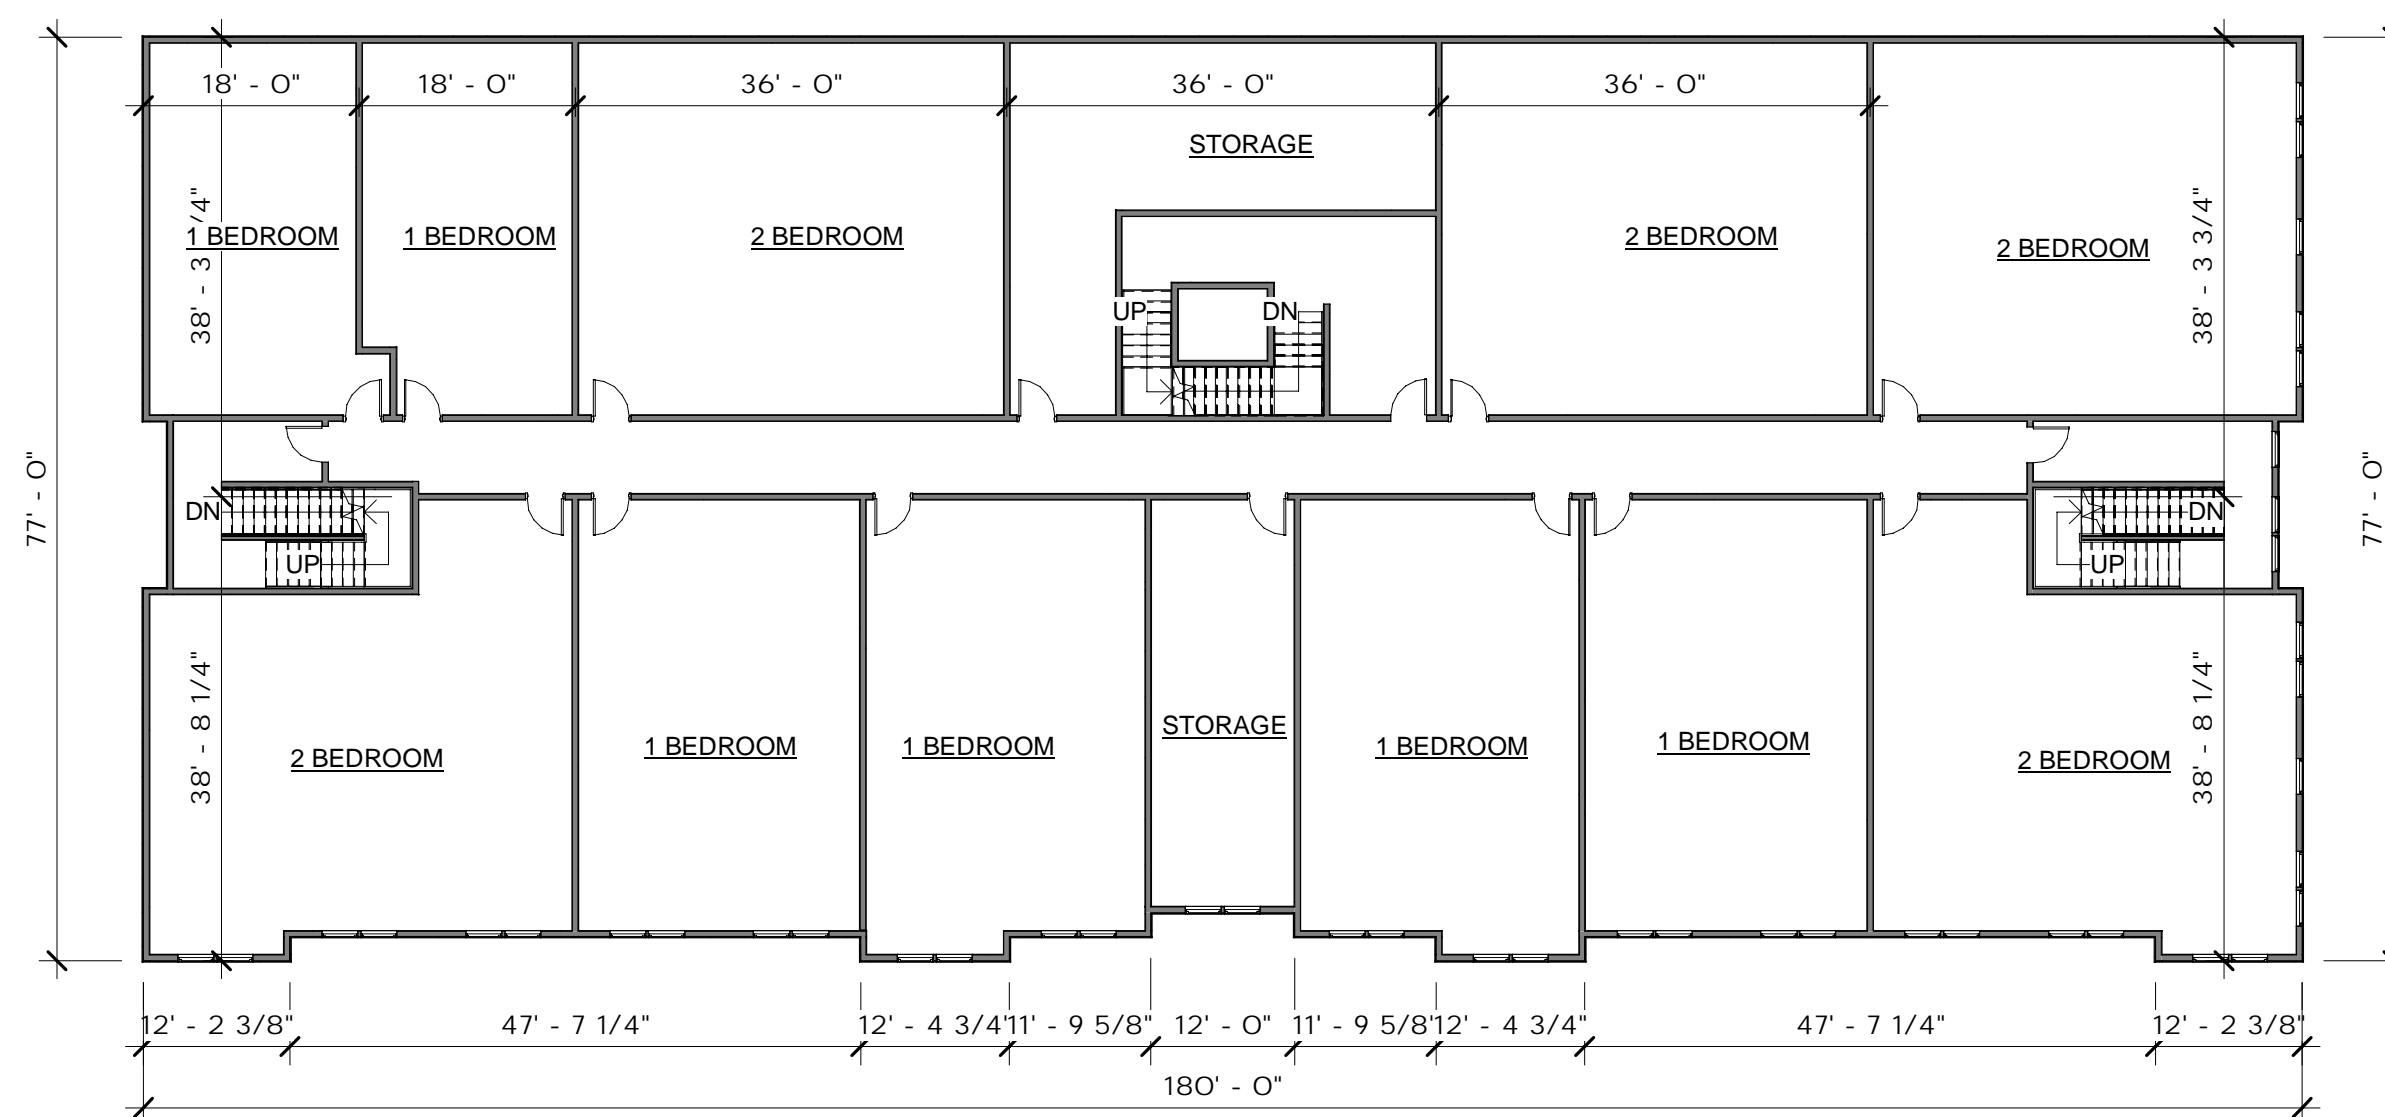 18' - 0"
18' - 0"
36' - 0"
36' - 0"
36' - 0"
STORAGE
38' - 3 3/4"
1 BEDROOM
1 BEDROOM
2 BEDROOM
2 BEDROOM
2 BEDROOM
38' - 3 3/4"
UP
DN
77' - 0"
DN
UP
DN
UP
77' - 0"
38' - 8 1/4"
2 BEDROOM
1 BEDROOM
1 BEDROOM
STORAGE
1 BEDROOM
1 BEDROOM
2 BEDROOM
38' - 8 1/4"
12' - 2 3/8"
47' - 7 1/4"
12' - 4 3/4"
11' - 9 5/8"
12' - 0"
11' - 9 5/8"
12' - 4 3/4"
47' - 7 1/4"
12' - 2 3/8"
180' - 0"